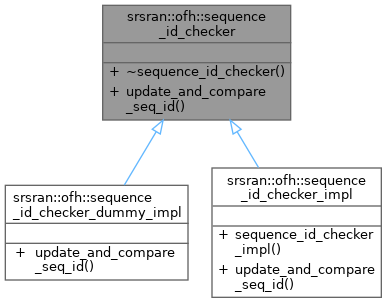 srsran::ofh::sequence
_id_checker
+ ~sequence_id_checker()
+ update_and_compare
_seq_id()
srsran::ofh::sequence
_id_checker_dummy_impl
+ update_and_compare
_seq_id()
srsran::ofh::sequence
_id_checker_impl
+ sequence_id_checker
_impl()
+ update_and_compare
_seq_id()